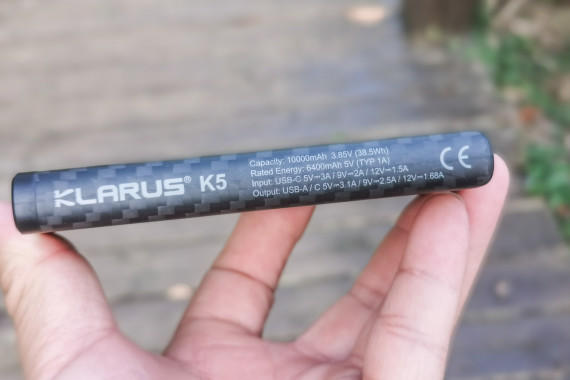 KLARUS® K5
Capacity: 10000mAh 3.85V (38.5Wh)
Rated Energy: 6400mAh 5V (TYP 1A)
Input: USB-C 5V⎓3A / 9V⎓2A / 12V⎓1.5A
Output: USB-A / C 5V⎓3.1A / 9V⎓2.5A / 12V⎓1.68A
CE